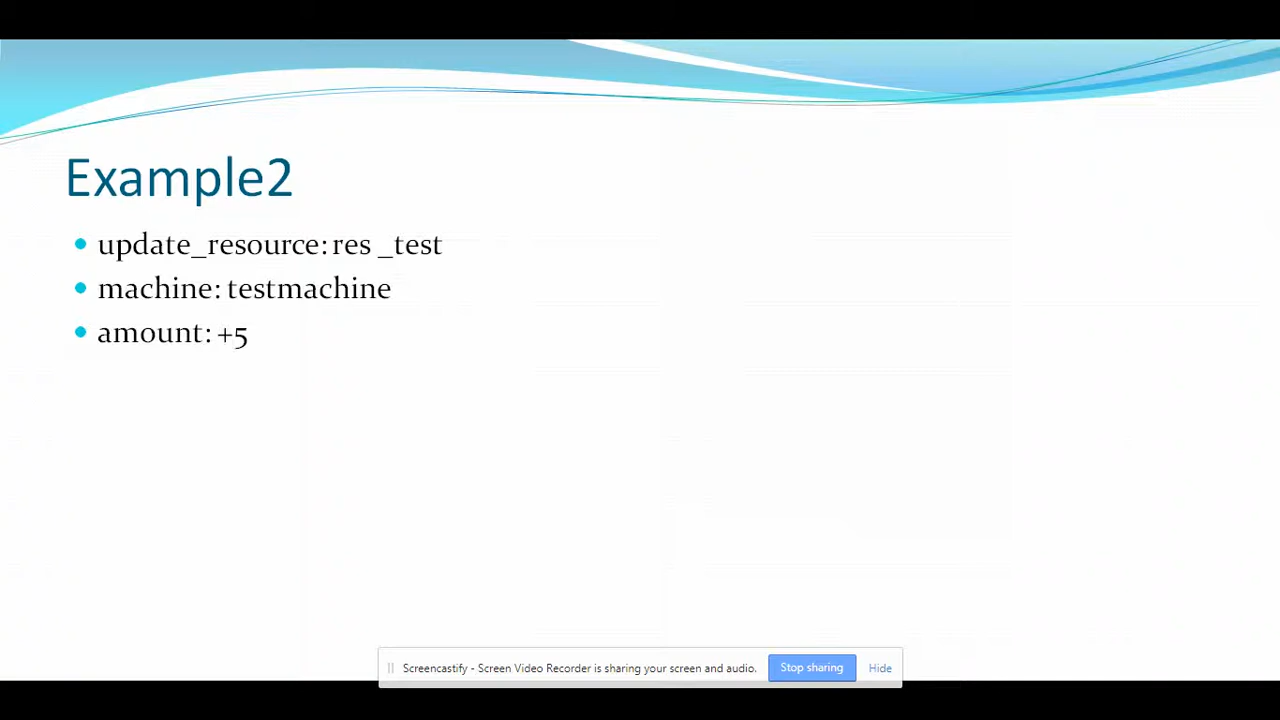 Example2
update_resource: res _test
machine: testmachine
amount: +5
Screencastify - Screen Video Recorder is sharing your screen and audio. Stop sharing Hide